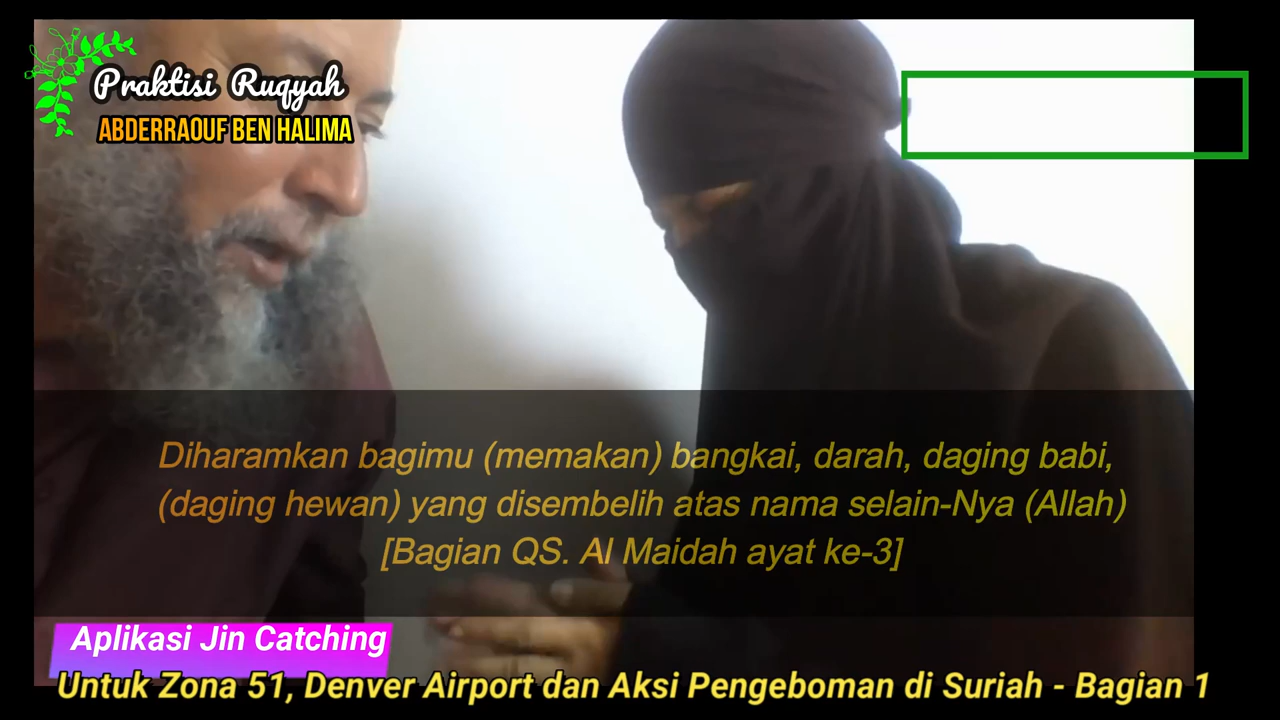 Praktisi Ruqyah
ABDERRAOUF BEN HALIMA
Diharamkan bagimu (memakan) bangkai, darah, daging babi,
(daging hewan) yang disembelih atas nama selain-Nya (Allah)
[Bagian QS. Al Maidah ayat ke-3]
Aplikasi Jin Catching
Untuk Zona 51, Denver Airport dan Aksi Pengeboman di Suriah - Bagian 1